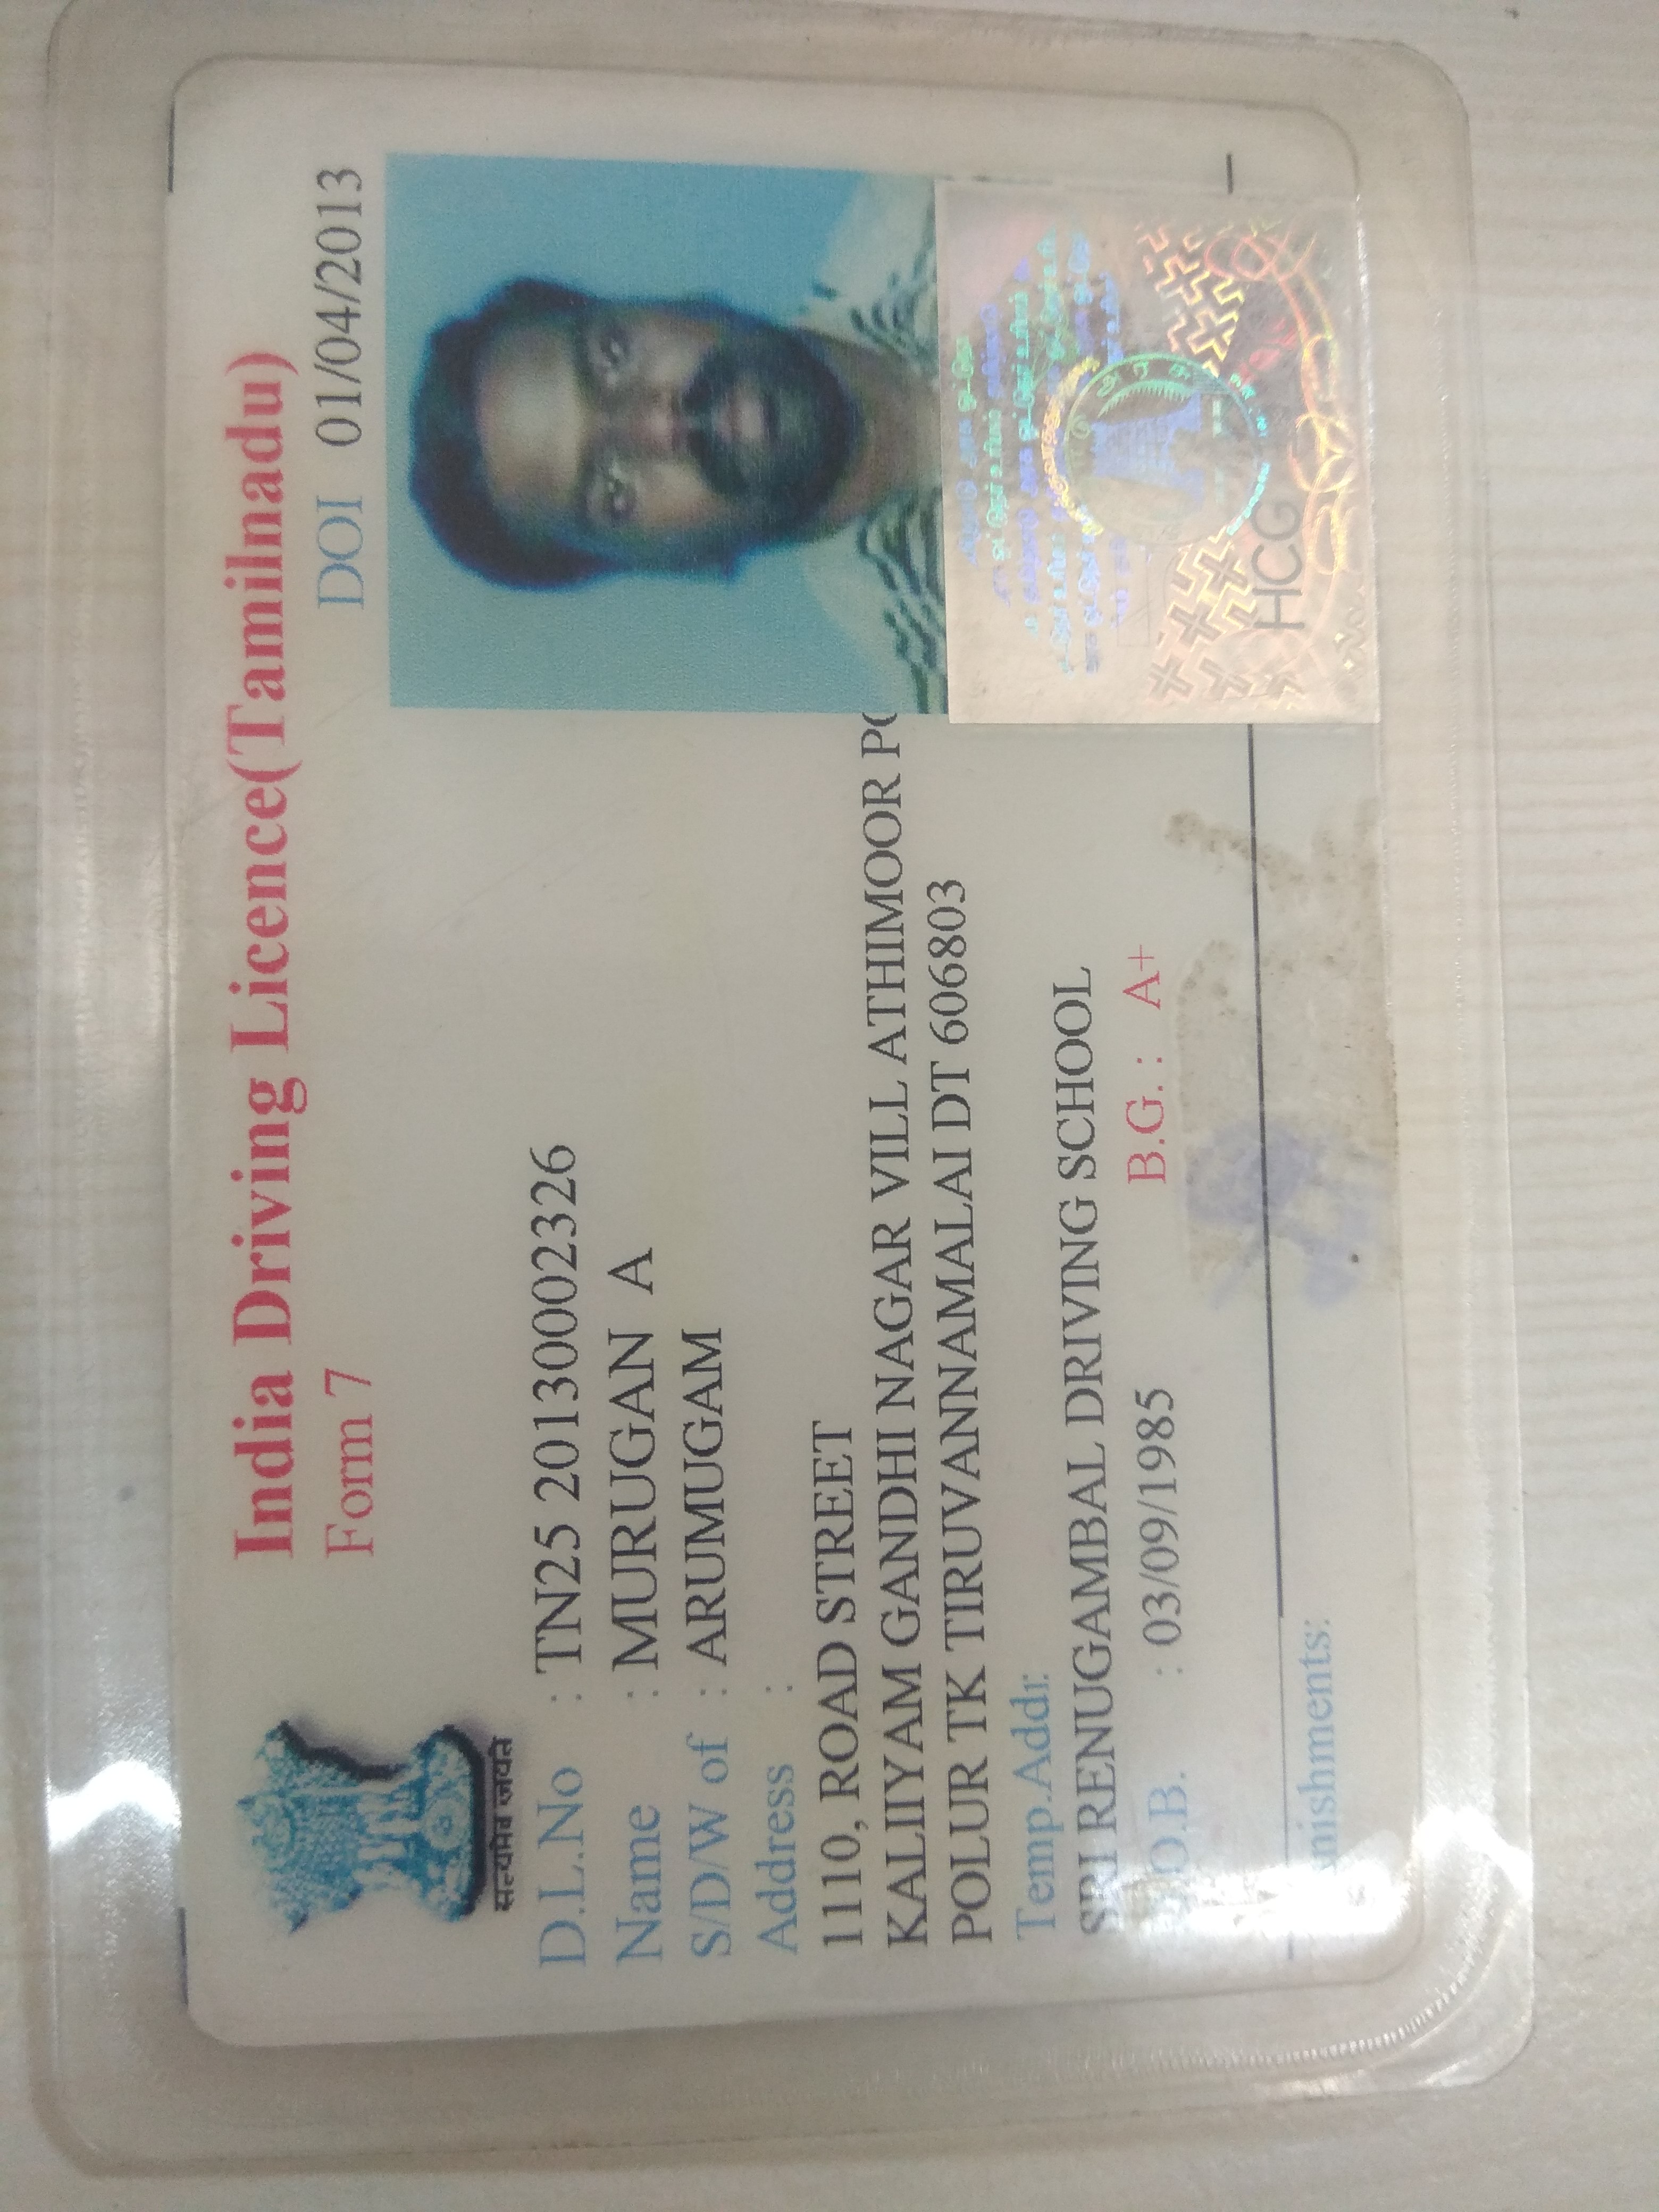 India Driving Licence(Tamilnadu)
Form 7
DOI 01/04/2013
सत्यमेव जयते
D.L.No : TN25 20130002326
Name : MURUGAN A
S/D/W of : ARUMUGAM
Address :
1110, ROAD STREET
KALIIYAM GANDHI NAGAR VILL ATHIMOOR PO
POLUR TK TIRUVANNAMALAI DT 606803
Temp.Addr:
SRI RENUGAMBAL DRIVING SCHOOL
D.O.B. : 03/09/1985 B.G. : A+
HCG